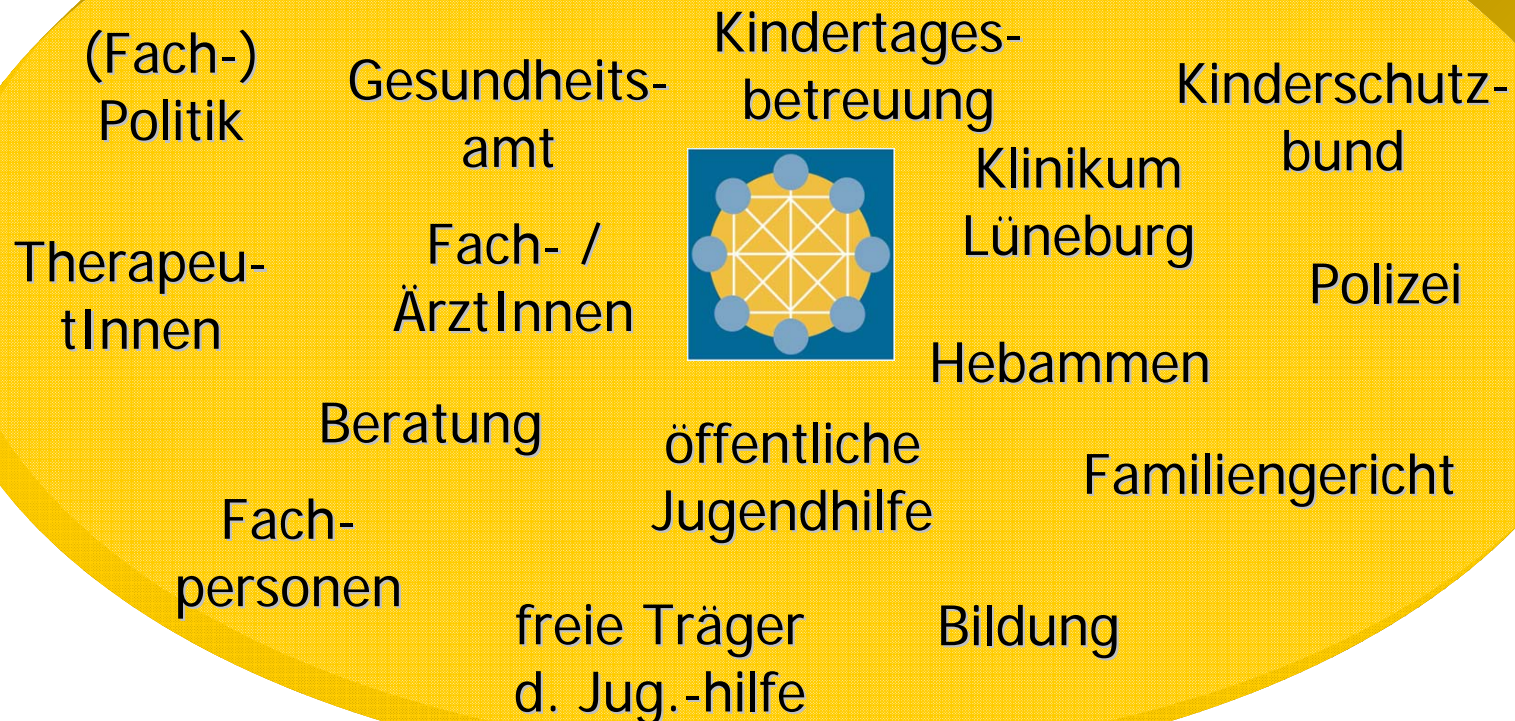 (Fach-)
Politik
Gesundheits-
amt
Kindertages-
betreuung
Kinderschutz-
bund
Klinikum
Lüneburg
Therapeu-
tInnen
Fach- /
ÄrztInnen
Polizei
Hebammen
Beratung
öffentliche
Jugendhilfe
Familiengericht
Fach-
personen
freie Träger
d. Jug.-hilfe
Bildung